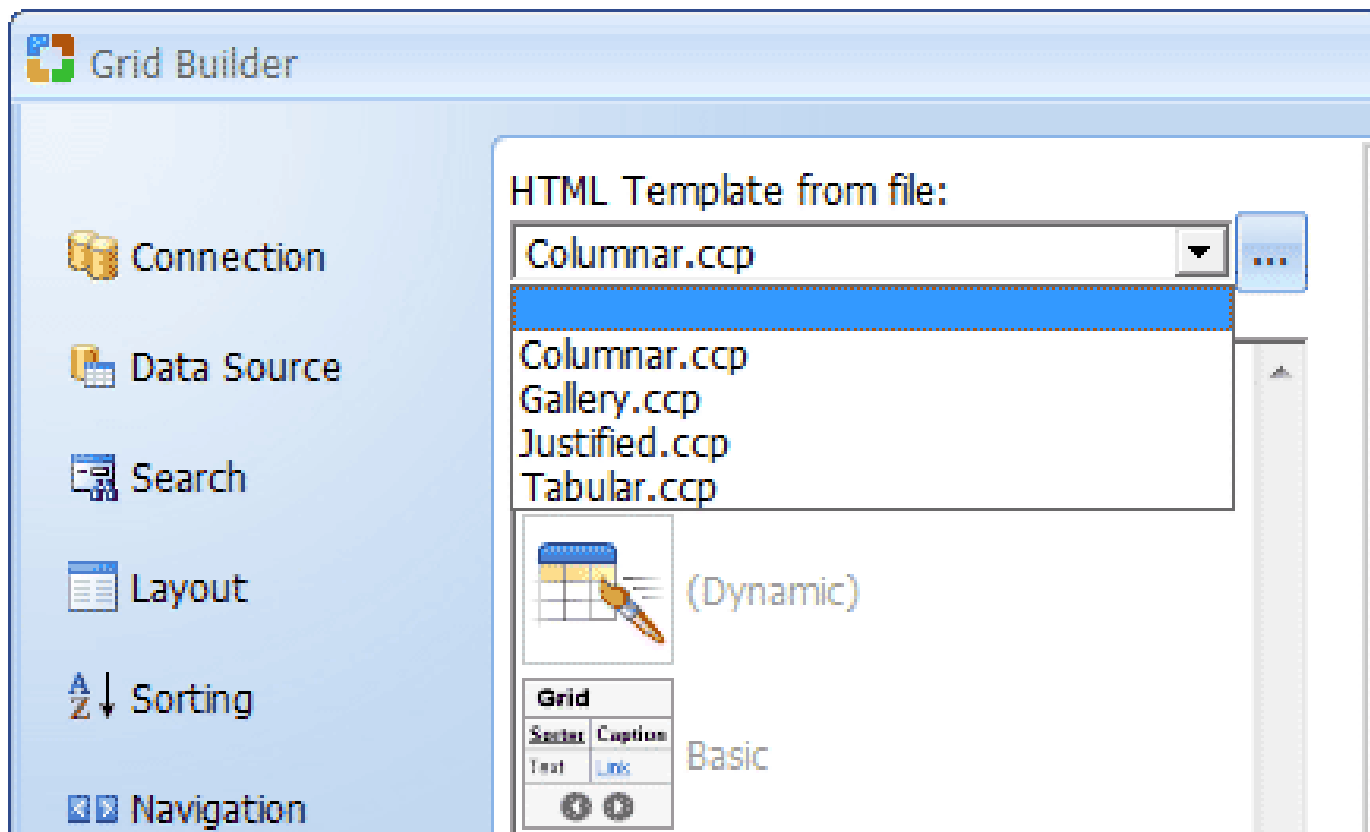 Grid Builder
Connection
Data Source
Search
Layout
Sorting
Navigation
HTML Template from file:
Columnar.ccp
...
Columnar.ccp
Gallery.ccp
Justified.ccp
Tabular.ccp
(Dynamic)
Grid
Sorter Caption
Text Link
Basic